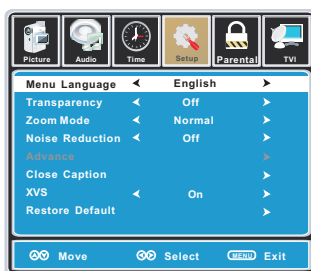 Picture Audio Time Setup Parental TVI
Menu Language English
Transparency Off
Zoom Mode Normal
Noise Reduction Off
Advance
Close Caption
XVS On
Restore Default
Move Select MENU Exit